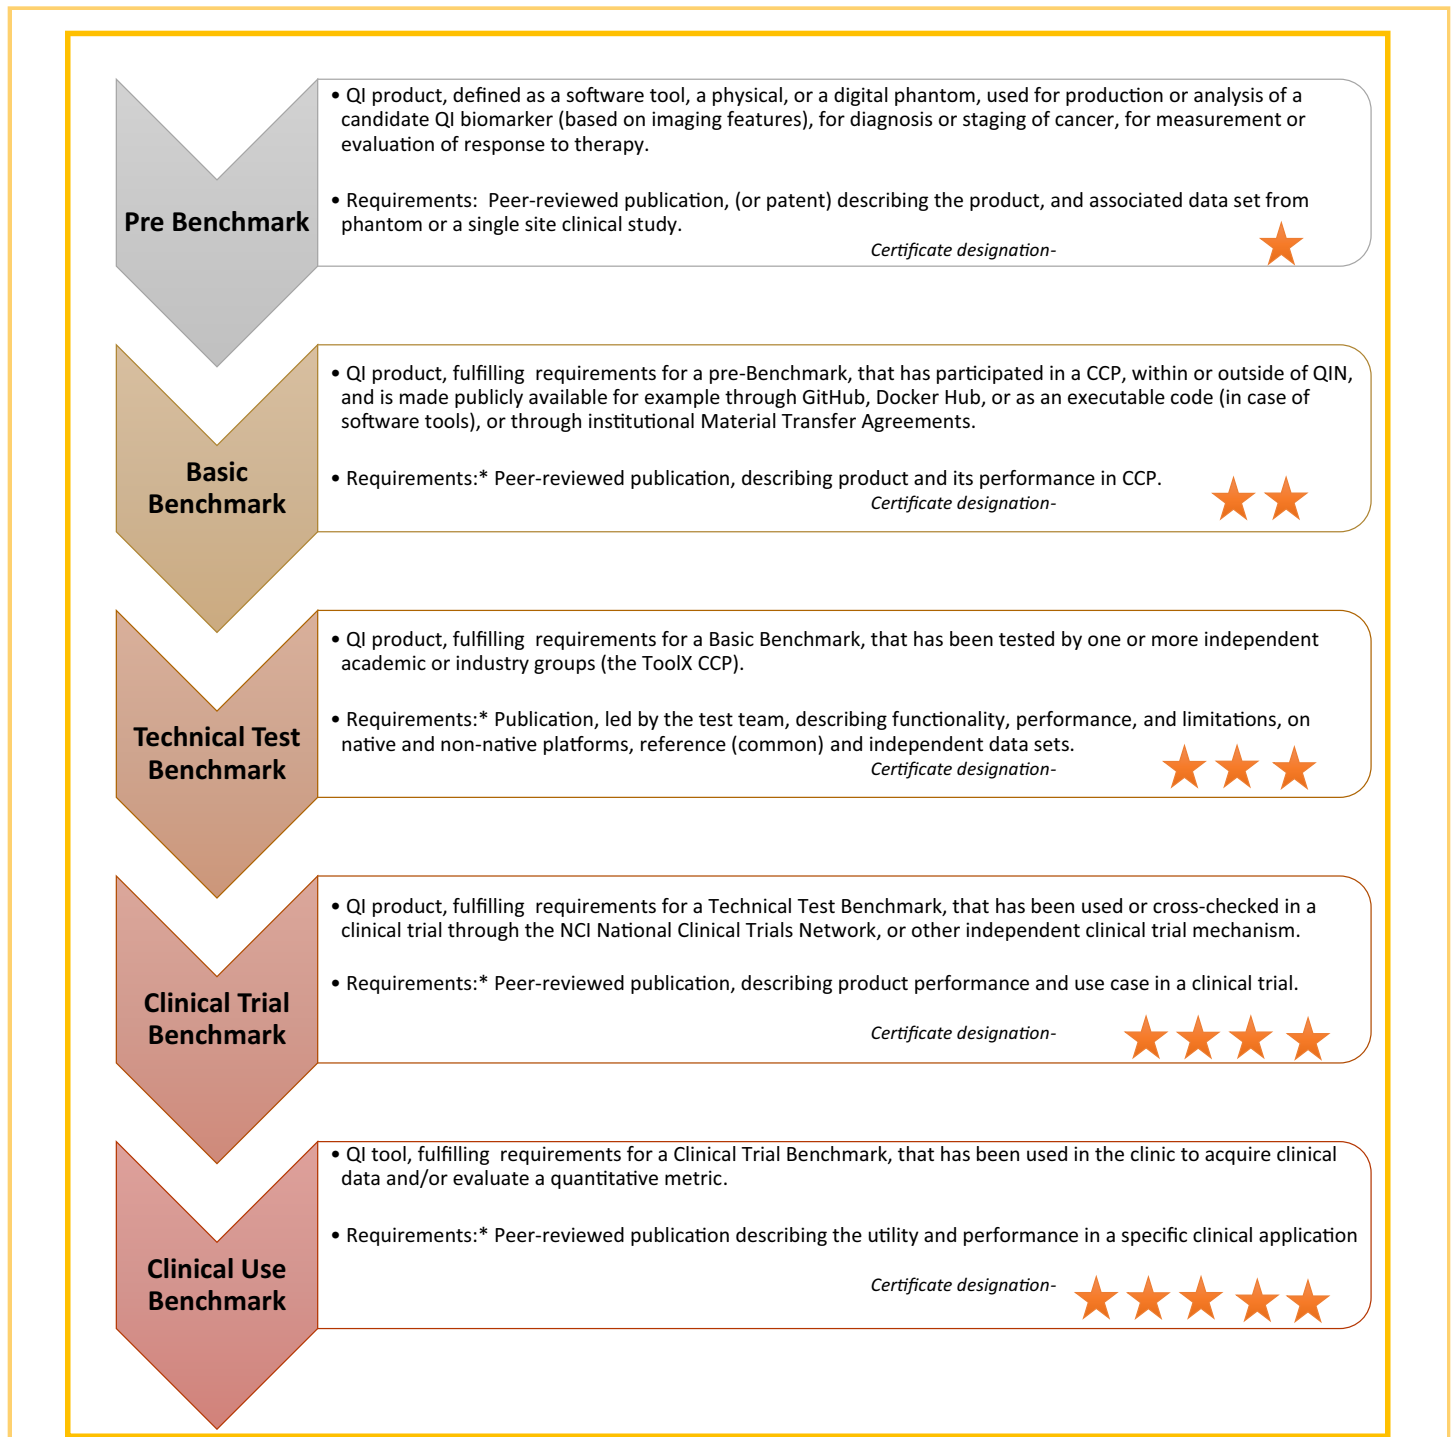 • QI product, defined as a software tool, a physical, or a digital phantom, used for production or analysis of a
candidate QI biomarker (based on imaging features), for diagnosis or staging of cancer, for measurement or
evaluation of response to therapy.
Pre Benchmark
• Requirements:  Peer-reviewed publication, (or patent) describing the product, and associated data set from
phantom or a single site clinical study.
Certificate designation-
• QI product, fulfilling  requirements for a pre-Benchmark, that has participated in a CCP, within or outside of QIN,
and is made publicly available for example through GitHub, Docker Hub, or as an executable code (in case of
software tools), or through institutional Material Transfer Agreements.
Basic
Benchmark
• Requirements:* Peer-reviewed publication, describing product and its performance in CCP.
Certificate designation-
• QI product, fulfilling  requirements for a Basic Benchmark, that has been tested by one or more independent
academic or industry groups (the ToolX CCP).
Technical Test
Benchmark
• Requirements:* Publication, led by the test team, describing functionality, performance, and limitations, on
native and non-native platforms, reference (common) and independent data sets.
Certificate designation-
• QI product, fulfilling  requirements for a Technical Test Benchmark, that has been used or cross-checked in a
clinical trial through the NCI National Clinical Trials Network, or other independent clinical trial mechanism.
Clinical Trial
Benchmark
• Requirements:* Peer-reviewed publication, describing product performance and use case in a clinical trial.
Certificate designation-
• QI tool, fulfilling  requirements for a Clinical Trial Benchmark, that has been used in the clinic to acquire clinical
data and/or evaluate a quantitative metric.
Clinical Use
Benchmark
• Requirements:* Peer-reviewed publication describing the utility and performance in a specific clinical application
Certificate designation-